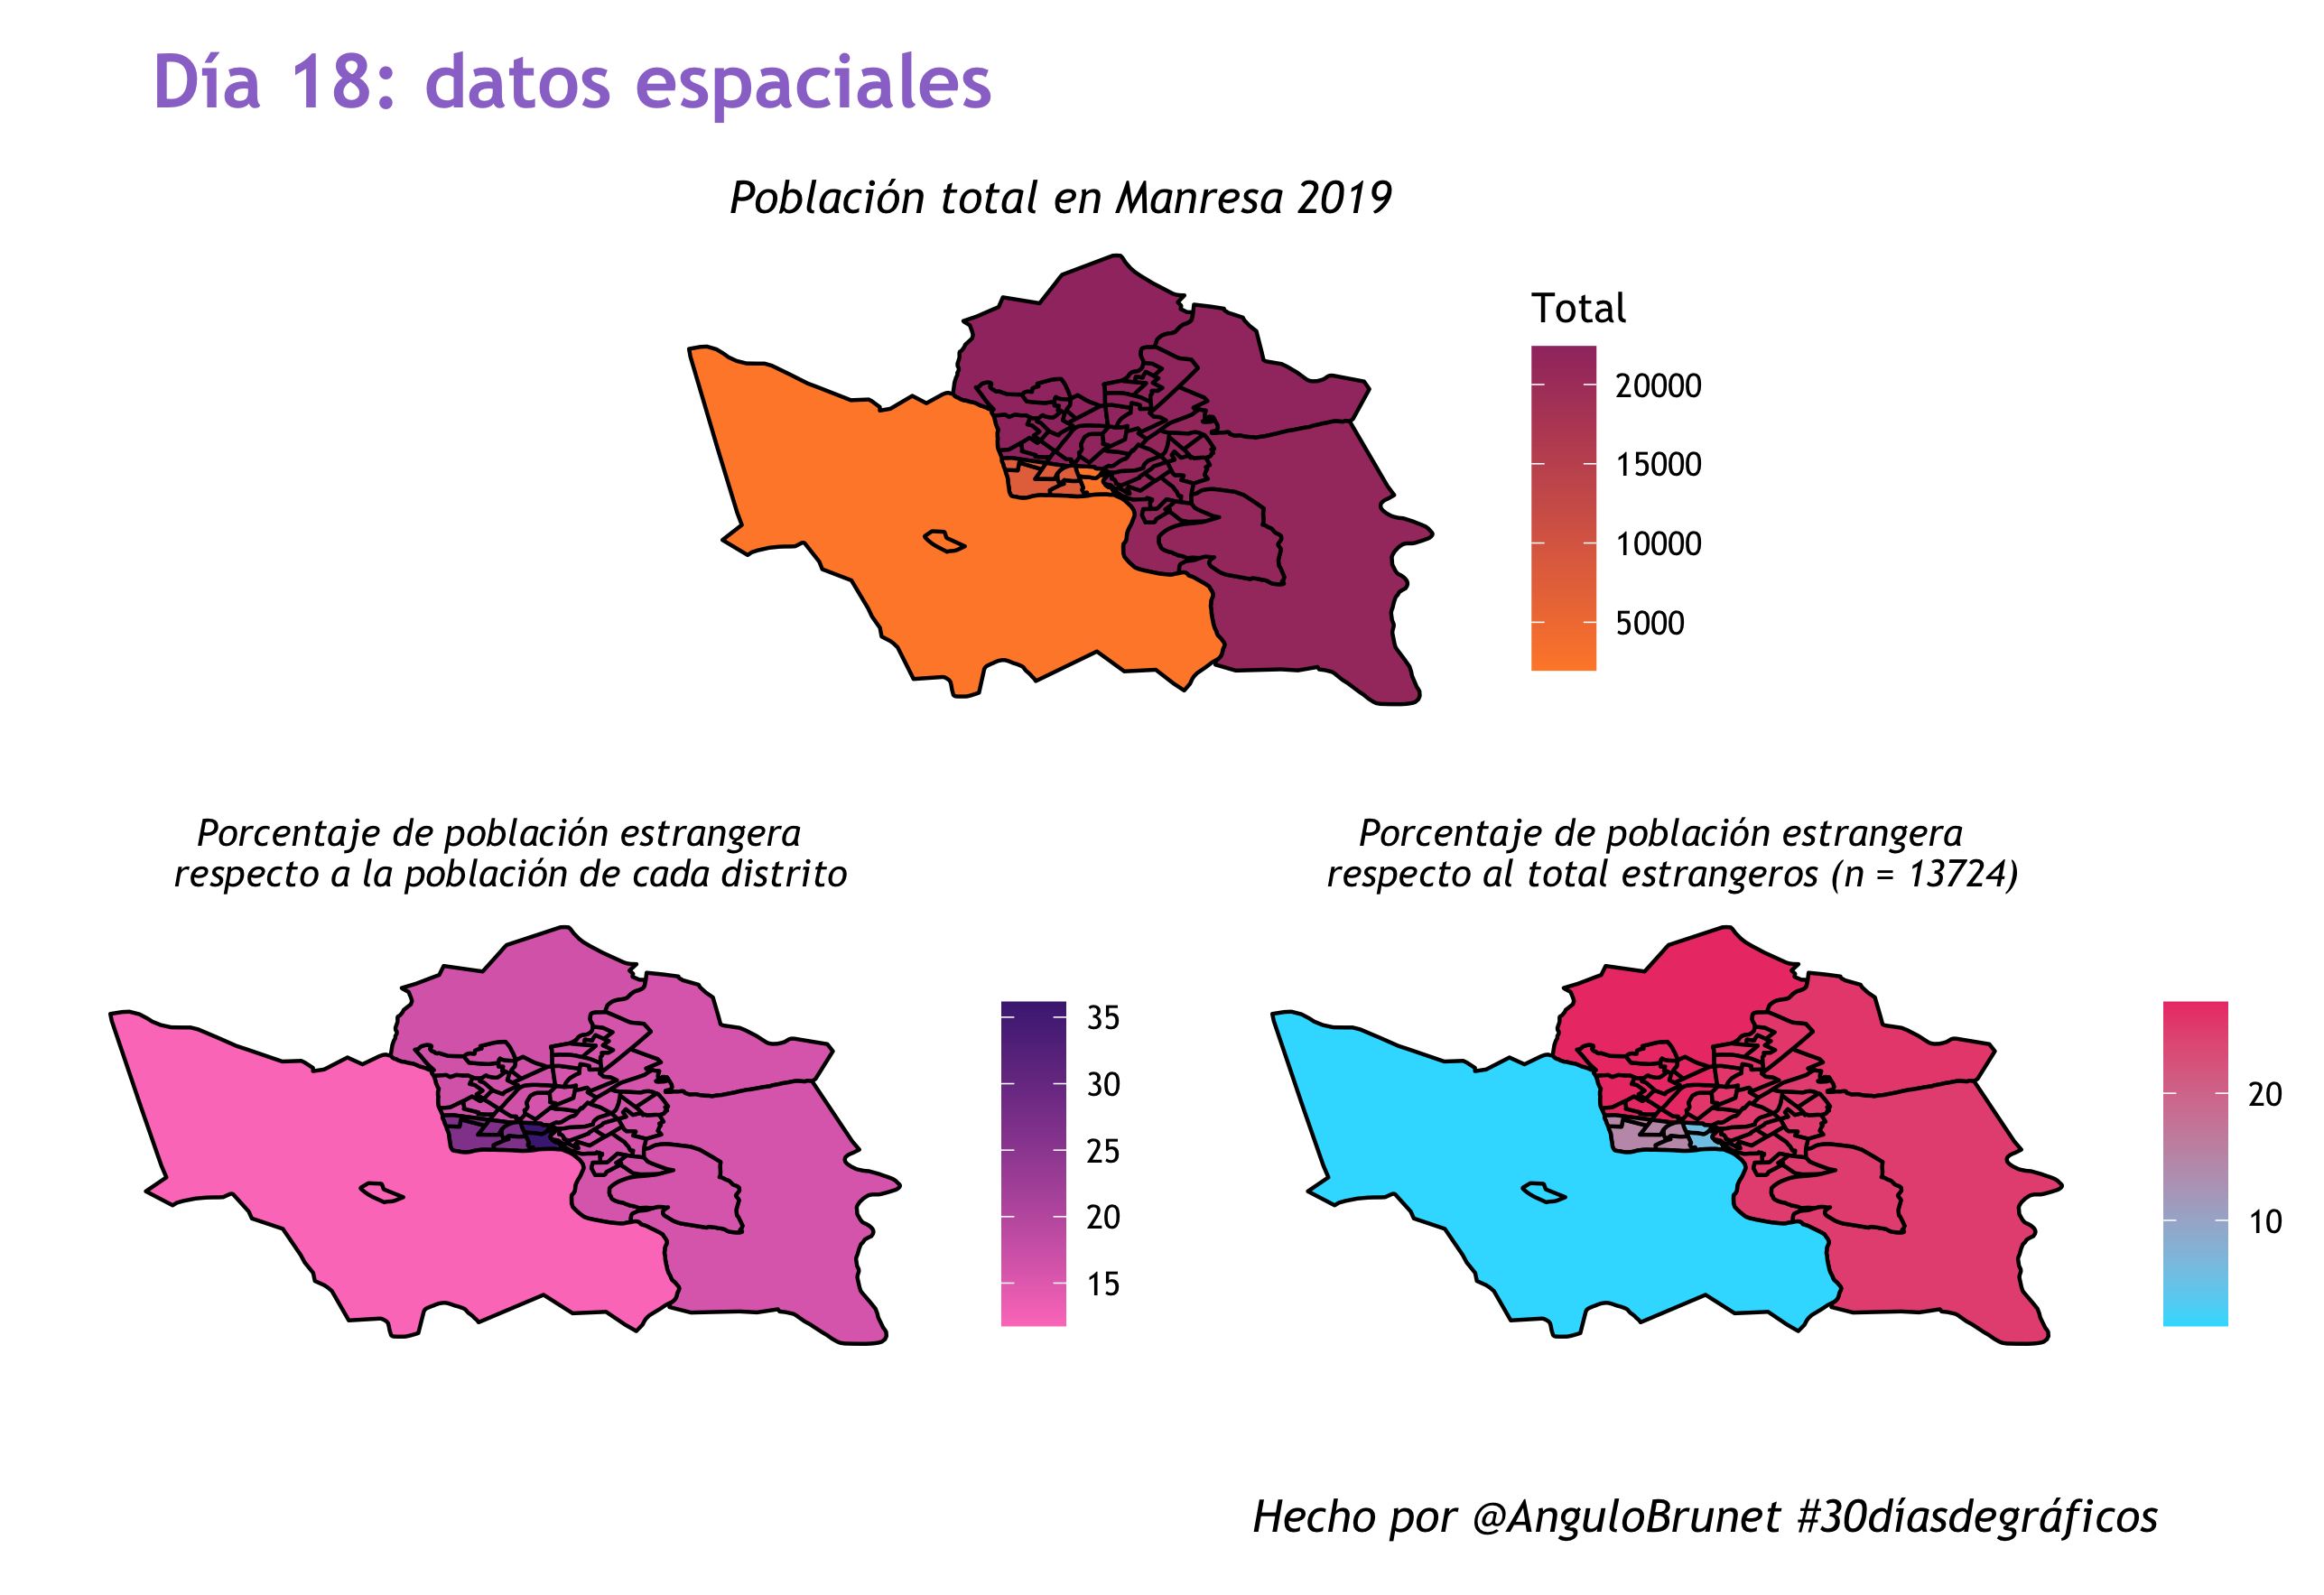 Día 18: datos espaciales
Población total en Manresa 2019
Total
20000
15000
10000
5000
Porcentaje de población estrangera
respecto a la población de cada distrito
35
30
25
20
15
Porcentaje de población estrangera
respecto al total estrangeros (n = 13724)
20
10
Hecho por @AnguloBrunet #30díasdegráficos